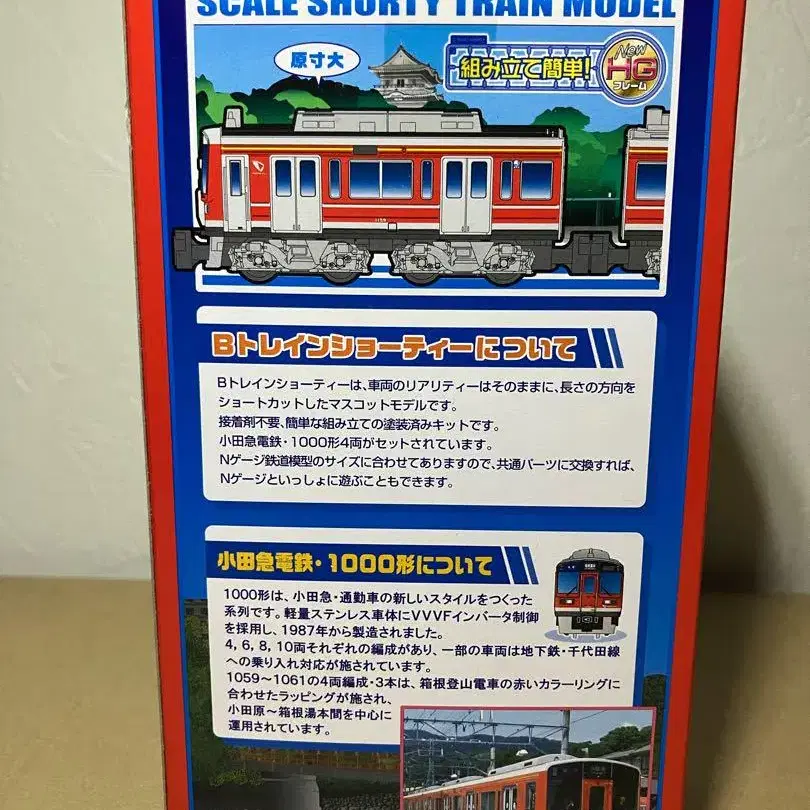 SCALE SHORTY TRAIN MODEL
原寸大
組み立て簡単!
New
HG
フレーム
1159
Bトレインショーティーについて
Bトレインショーティーは、車両のリアリティーはそのままに、長さの方向を
ショートカットしたマスコットモデルです。
接着剤不要、簡単な組み立ての塗装済みキットです。
小田急電鉄・1000形4両がセットされています。
Nゲージ鉄道模型のサイズに合わせてありますので、共通パーツに交換すれば、
Nゲージといっしょに遊ぶこともできます。
小田急電鉄・1000形について
1000形は、小田急・通勤車の新しいスタイルをつくった
系列です。軽量ステンレス車体にVVVFインバータ制御
を採用し、1987年から製造されました。
4, 6, 8, 10両それぞれの編成があり、一部の車両は地下鉄・千代田線
への乗り入れ対応が施されています。
1059～1061の4両編成・3本は、箱根登山電車の赤いカラーリングに
合わせたラッピングが施され、
小田原～箱根湯本間を中心に
運用されています。